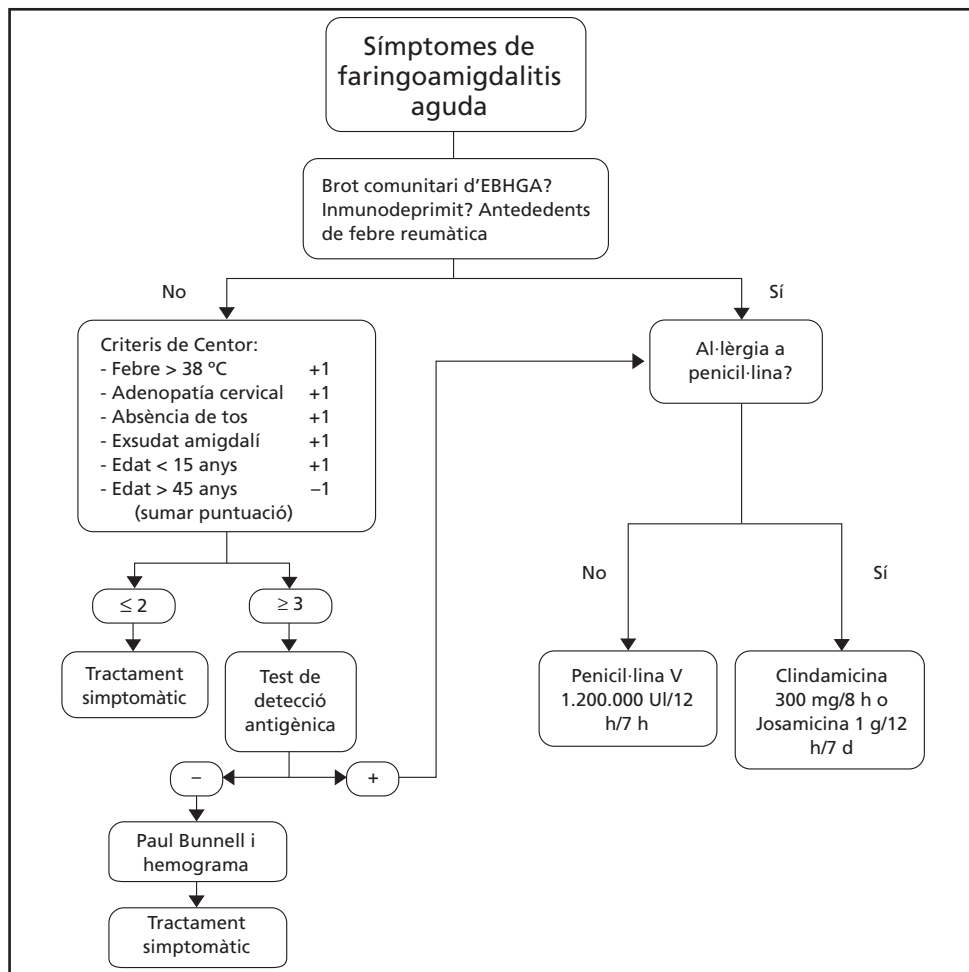 Símptomes de
faringoamigdalitis
aguda
Brot comunitari d’EBHGA?
Inmunodeprimit? Antededents
de febre reumàtica
No
Sí
Criteris de Centor:
- Febre > 38 ºC +1
- Adenopatía cervical +1
- Absència de tos +1
- Exsudat amigdalí +1
- Edat < 15 anys +1
- Edat > 45 anys –1
(sumar puntuació)
Al·lèrgia a
penicil·lina?
≤ 2
≥ 3
No
Sí
Tractament
simptomàtic
Test de
detecció
antigènica
Penicil·lina V
1.200.000 UI/12
h/7 h
Clindamicina
300 mg/8 h o
Josamicina 1 g/12
h/7 d
–
+
Paul Bunnell i
hemograma
Tractament
simptomàtic